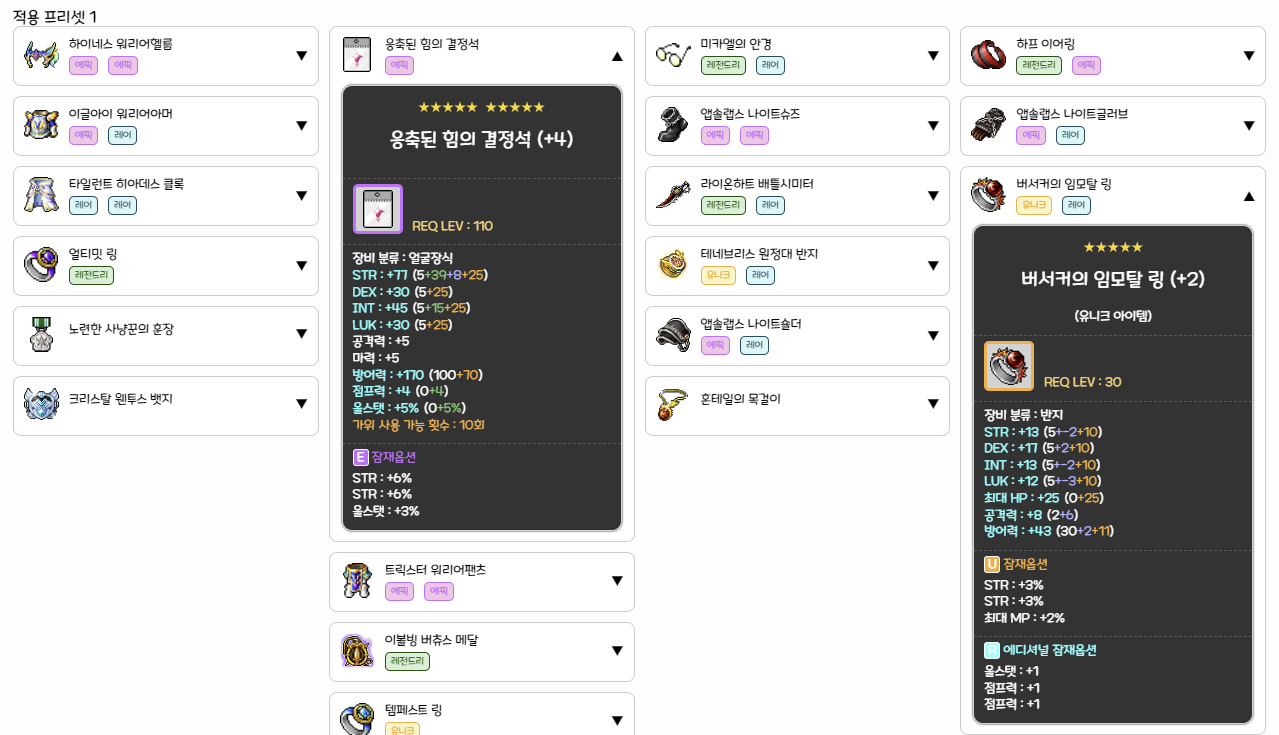 적용 프리셋 1
하이네스 워리어헬름
에픽 에픽
이글아이 워리어아머
에픽 레어
타일런트 히아데스 클록
레어 레어
얼티밋 링
레전드리
노련한 사냥꾼의 훈장
크리스탈 웬투스 뱃지
응축된 힘의 결정석
에픽
★★★★★ ★★★★★
응축된 힘의 결정석 (+4)
REQ LEV : 110
장비 분류 : 얼굴장식
STR : +77 (5+39+8+25)
DEX : +30 (5+25)
INT : +45 (5+15+25)
LUK : +30 (5+25)
공격력 : +5
마력 : +5
방어력 : +170 (100+70)
점프력 : +4 (0+4)
올스탯 : +5% (0+5%)
가위 사용 가능 횟수 : 10회
E 잠재옵션
STR : +6%
STR : +6%
올스탯 : +3%
트릭스터 워리어팬츠
에픽 에픽
이볼빙 버츄스 메달
레전드리
템페스트 링
유니크
미카엘의 안경
레전드리 레어
앱솔랩스 나이트슈즈
에픽 에픽
라이온하트 배틀시미터
레전드리 레어
테네브리스 원정대 반지
유니크 레어
앱솔랩스 나이트숄더
에픽 레어
혼테일의 목걸이
하프 이어링
레전드리 에픽
앱솔랩스 나이트글러브
에픽 레어
버서커의 임모탈 링
유니크 레어
★★★★★
버서커의 임모탈 링 (+2)
(유니크 아이템)
REQ LEV : 30
장비 분류 : 반지
STR : +13 (5+-2+10)
DEX : +17 (5+2+10)
INT : +13 (5+-2+10)
LUK : +12 (5+-3+10)
최대 HP : +25 (0+25)
공격력 : +8 (2+6)
방어력 : +43 (30+2+11)
U 잠재옵션
STR : +3%
STR : +3%
최대 MP : +2%
R 에디셔널 잠재옵션
올스탯 : +1
점프력 : +1
점프력 : +1